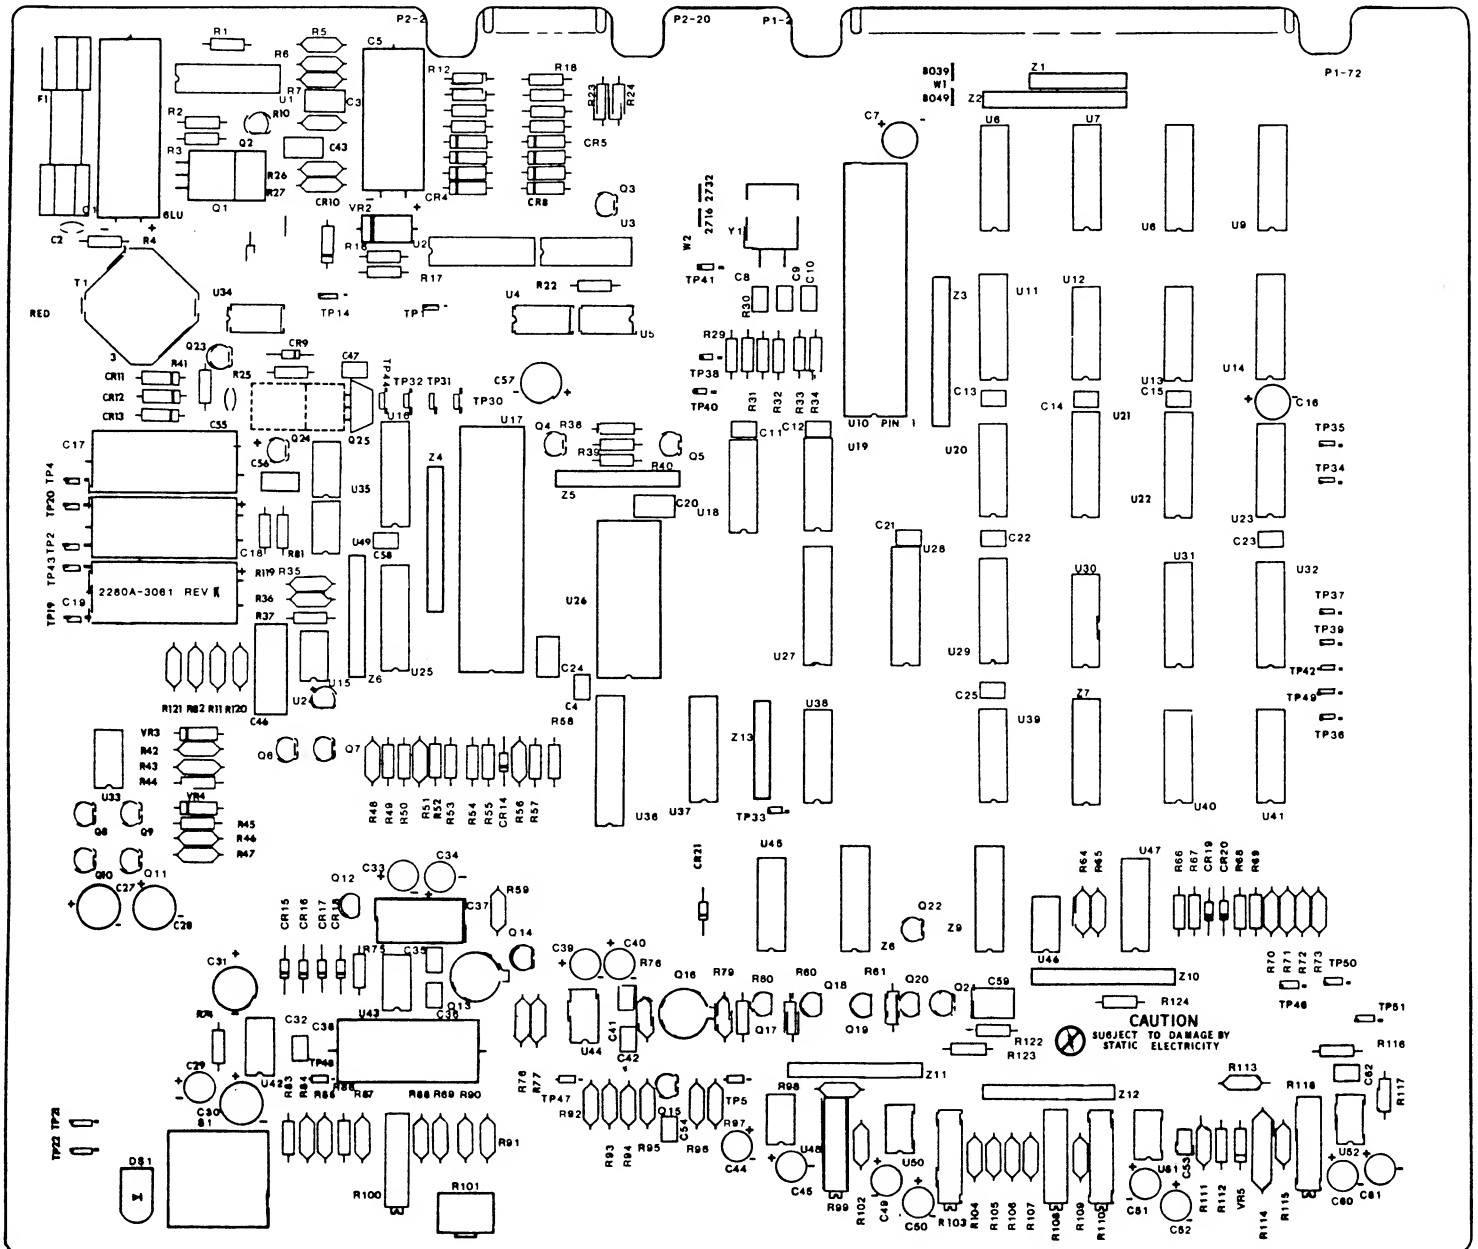 P2-2
P2-20
P1-2
P1-72
R1
R5
R6
R7
C5
R12
R18
R23
R24
8039
W1
8049
Z1
Z2
F1
U1
C3
R10
R2
Q2
R3
C43
CR5
C7
U6
U7
R26
R27
CR10
CR4
CR8
Q3
Q1
6LU
VR2
U2
U3
2716 2732
W2
Y1
U9
C2
R4
R17
TP41
C8
C9
C10
T1
RED
3
U34
TP14
TP1
R22
U4
U5
R30
Z3
U11
U12
U13
U14
Q23
R41
CR9
R25
C47
CR11
CR12
CR13
TP44
TP32
TP31
TP30
C57
R29
TP38
TP40
R31
R32
R33
R34
C13
C14
C15
C16
C55
Q24
Q25
U16
U17
Q4
R38
R39
R40
Q5
C11
C12
U10 PIN 1
U19
U20
U21
TP35
C17
C56
TP4
TP20
TP2
TP43
TP19
U35
Z4
Z5
C20
U18
U22
U23
TP34
C18
R81
U49
C58
C21
U28
C22
C23
C19
2280A-3061 REV
R119
R35
R36
R37
U26
U27
U29
U30
U31
U32
TP37
TP39
TP42
TP49
TP36
R121
R82
R11
R120
C46
U24
U15
Z6
U25
C24
C4
C25
U39
Z7
VR3
R42
R43
R44
U33
VR4
R45
R46
R47
Q6
Q7
R58
R48
R49
R50
R51
R52
R53
R54
R55
CR14
R56
R57
U36
U37
Z13
U38
TP33
U40
U41
Q8
Q9
Q10
Q11
C27
C28
Q12
C33
C34
C37
R59
CR21
U45
Q22
Z9
U46
R64
R65
U47
R66
R67
CR19
CR20
R68
R69
R70
R71
R72
R73
CR15
CR16
CR17
CR18
R75
C35
Q14
Q13
C36
C31
R74
C32
C38
U43
C39
C40
R76
U44
C41
C42
Q16
R79
R80
Q17
R60
Q18
R61
Q19
Q20
Q21
C59
Z10
R124
R122
R123
CAUTION
SUBJECT TO DAMAGE BY
STATIC ELECTRICITY
TP46
TP50
TP51
R116
C29
C30
S1
U42
TP48
R83
R84
R85
R86
R87
R88
R69
R90
R91
R77
TP47
R92
R93
R94
R95
Q15
C54
R96
TP5
R97
C44
Z11
R98
U48
C45
R99
R102
C49
U50
C50
R103
R104
R105
R106
R107
R108
R109
R110
Z12
C51
C52
C53
R111
R112
VR5
R113
R114
R115
R118
C62
R117
U52
C60
C61
TP21
TP22
DS1
R100
R101